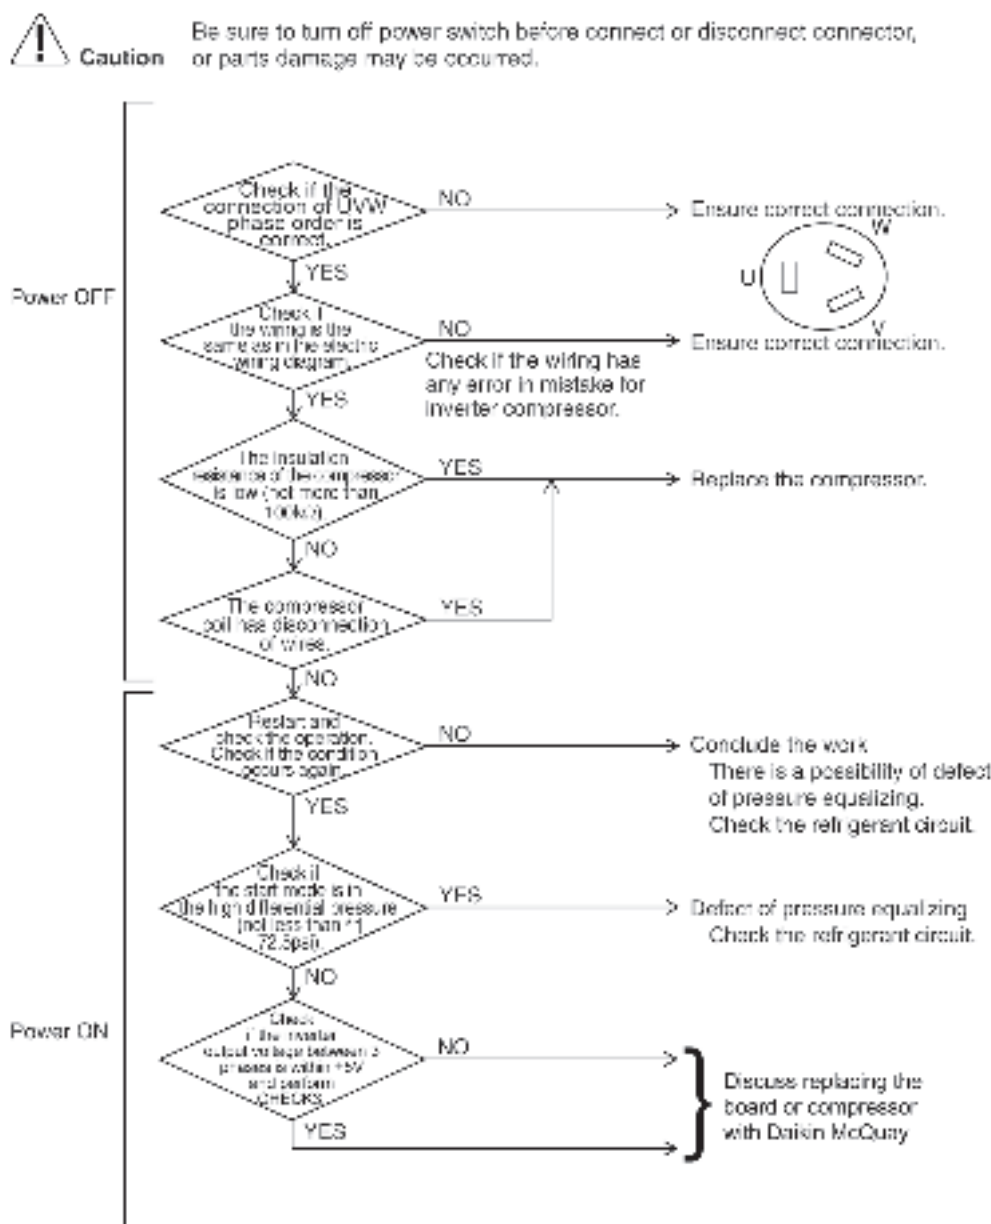 Caution
Be sure to turn off power switch before connect or disconnect connector,
or parts damage may be occurred.
Power OFF
Check if the
connection of UVW
phase order is
correct.
NO
Ensure correct connection.
U
W
V
YES
Check if
the wiring is the
same as in the electric
wiring diagram.
NO
Check if the wiring has
any error in mistake for
inverter compressor.
Ensure correct connection.
YES
The insulation
resistance of the compressor
is low (not more than
100kΩ).
YES
Replace the compressor.
NO
The compressor
coil has disconnection
of wires.
YES
NO
Power ON
Restart and
check the operation.
Check if the condition
occurs again.
NO
Conclude the work
There is a possibility of defect
of pressure equalizing.
Check the refrigerant circuit.
YES
Check if
the start mode is in
the high differential pressure
(not less than
72.5psi).
YES
Defect of pressure equalizing
Check the refrigerant circuit.
NO
Check
if the inverter
output voltage between 3
phases is within ±5V
and perform
CHECK
NO
YES
Discuss replacing the
board or compressor
with Daikin McQuay